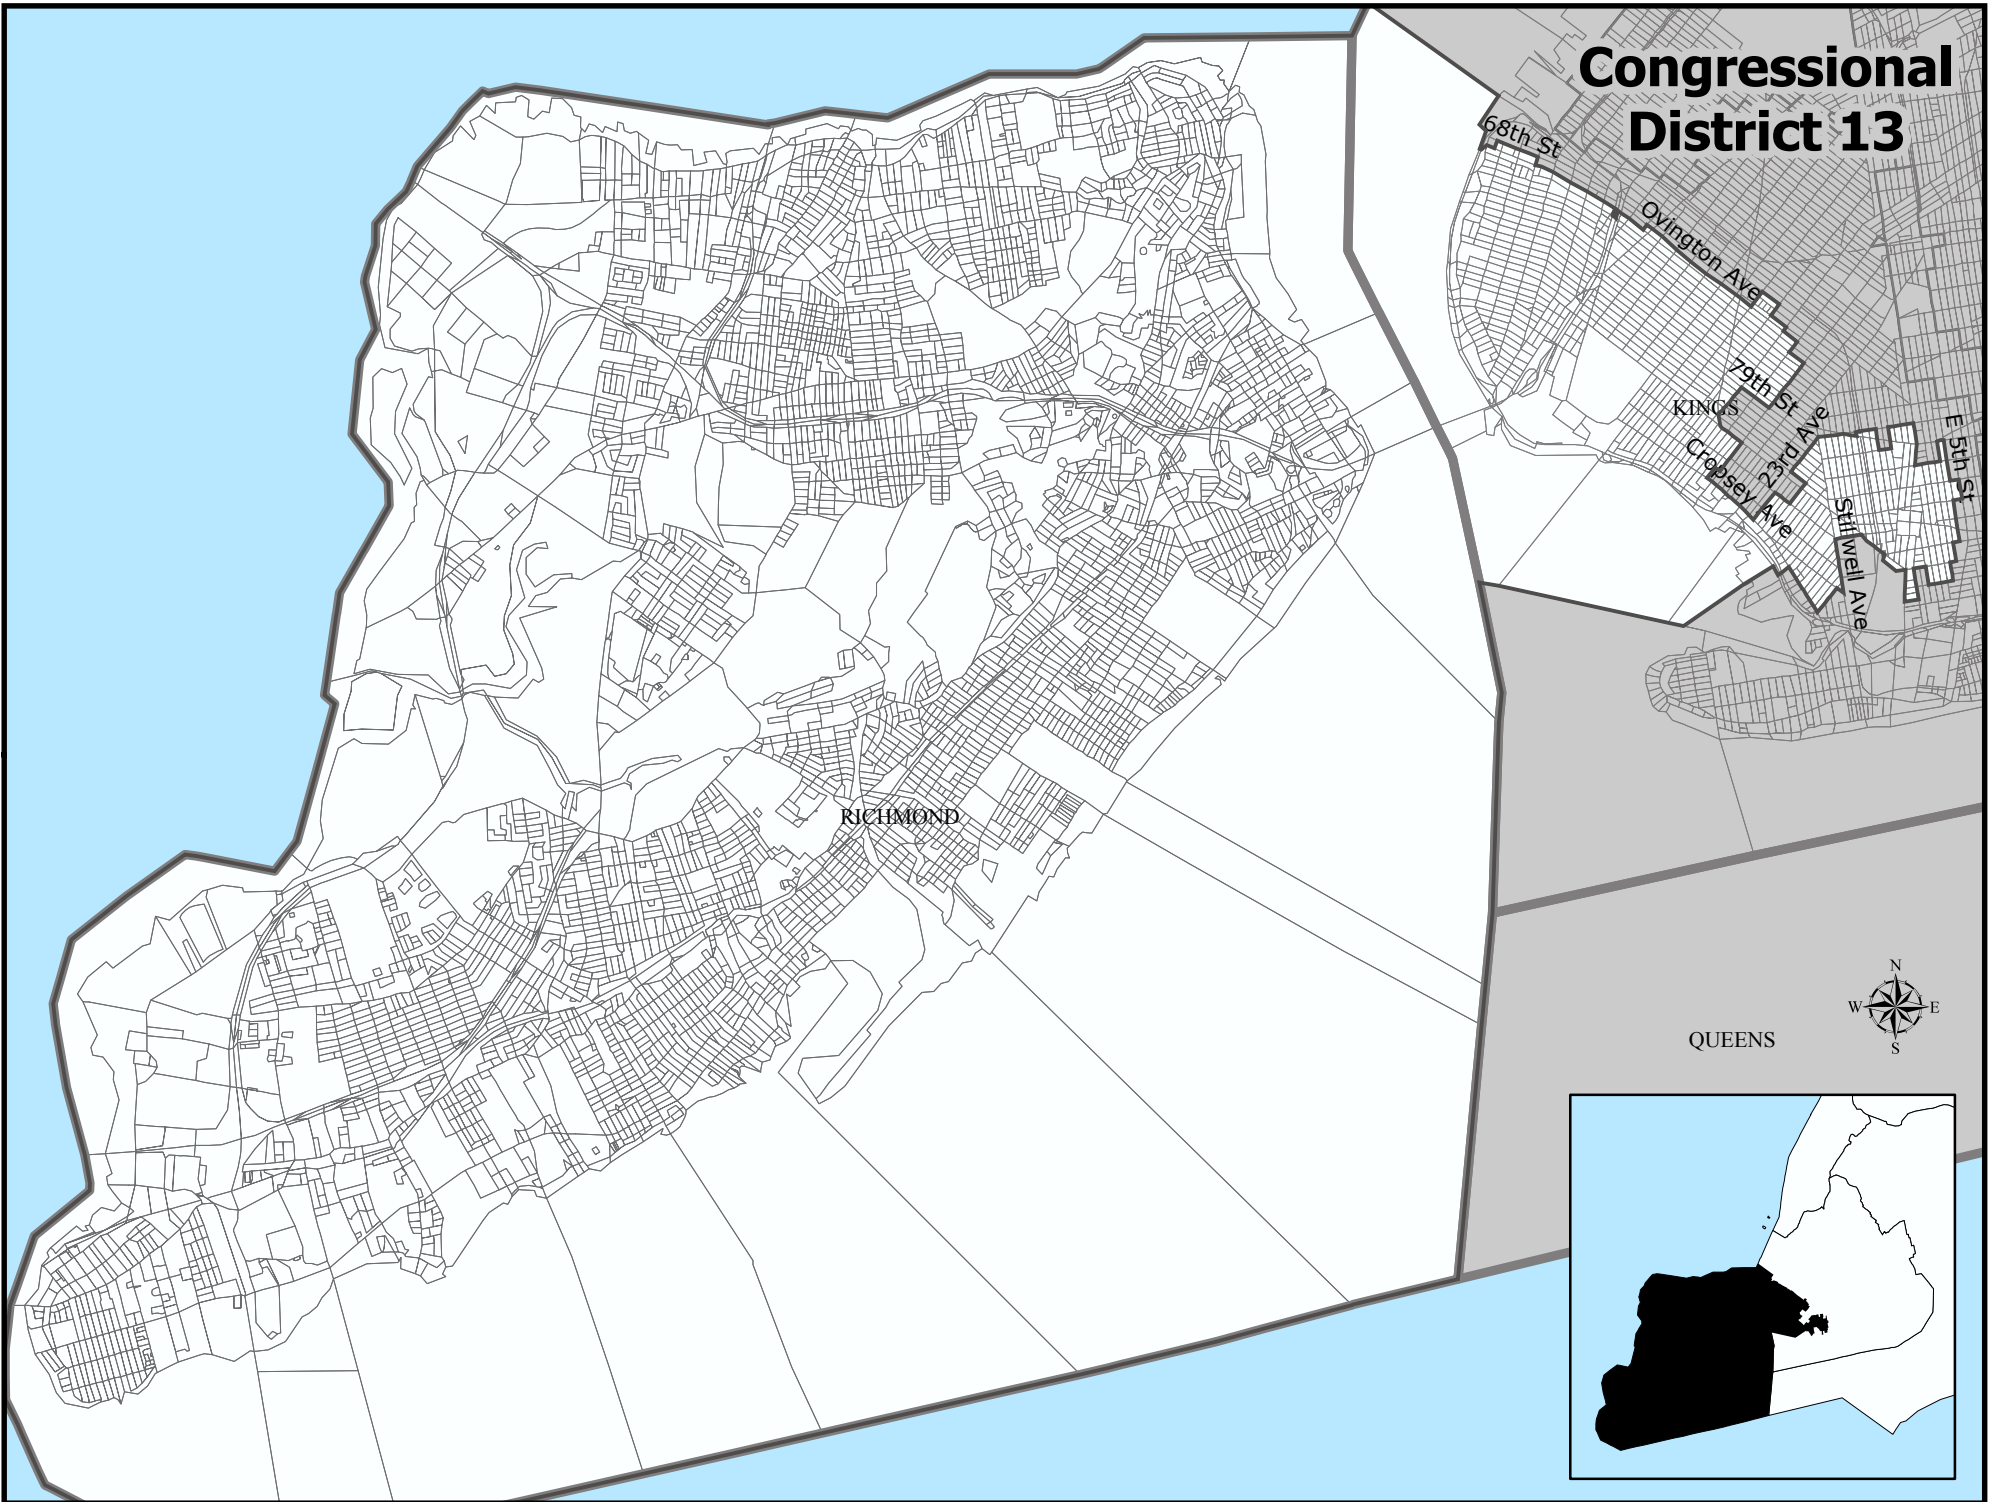 Congressional
District 13
68th St
Ovington Ave
79th St
KINGS
23rd Ave
Cropsey Ave
E 5th St
Stillwell Ave
RICHMOND
QUEENS
N
W E
S